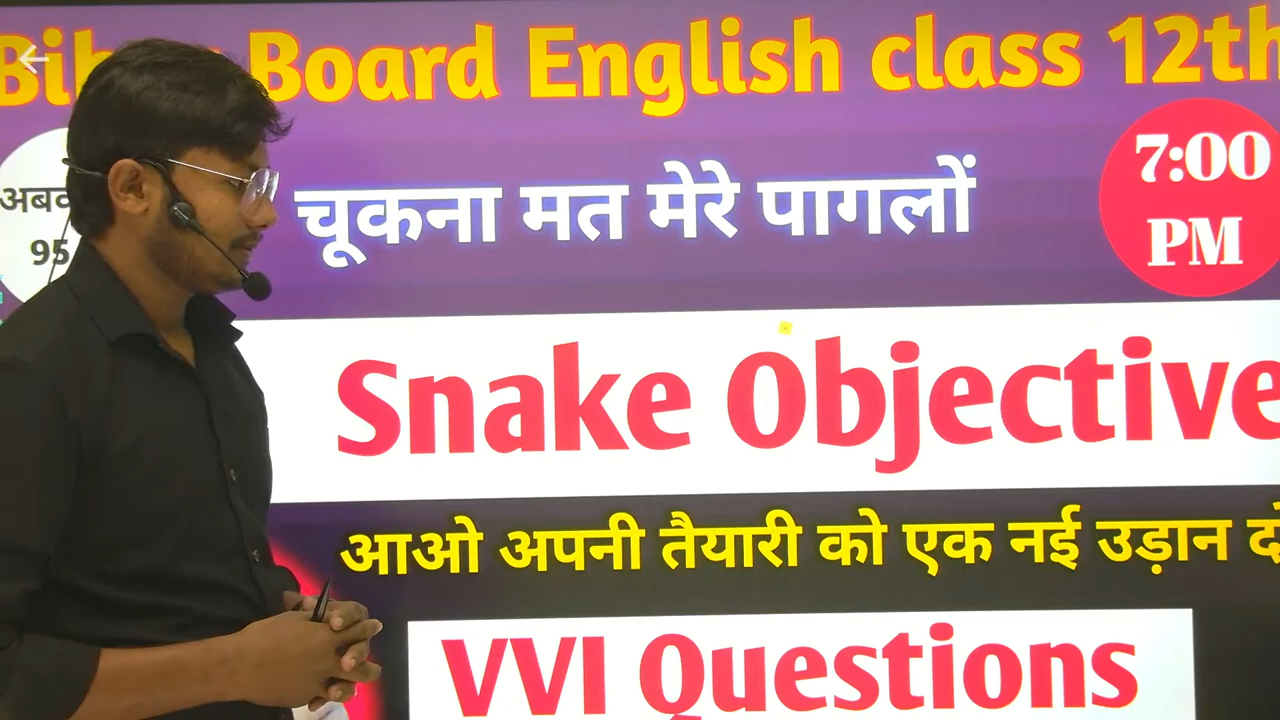 Board English class 12th
चूकना मत मेरे पागलों
7:00
PM
95
Snake Objective
आओ अपनी तैयारी को एक नई उड़ान दो
VVI Questions